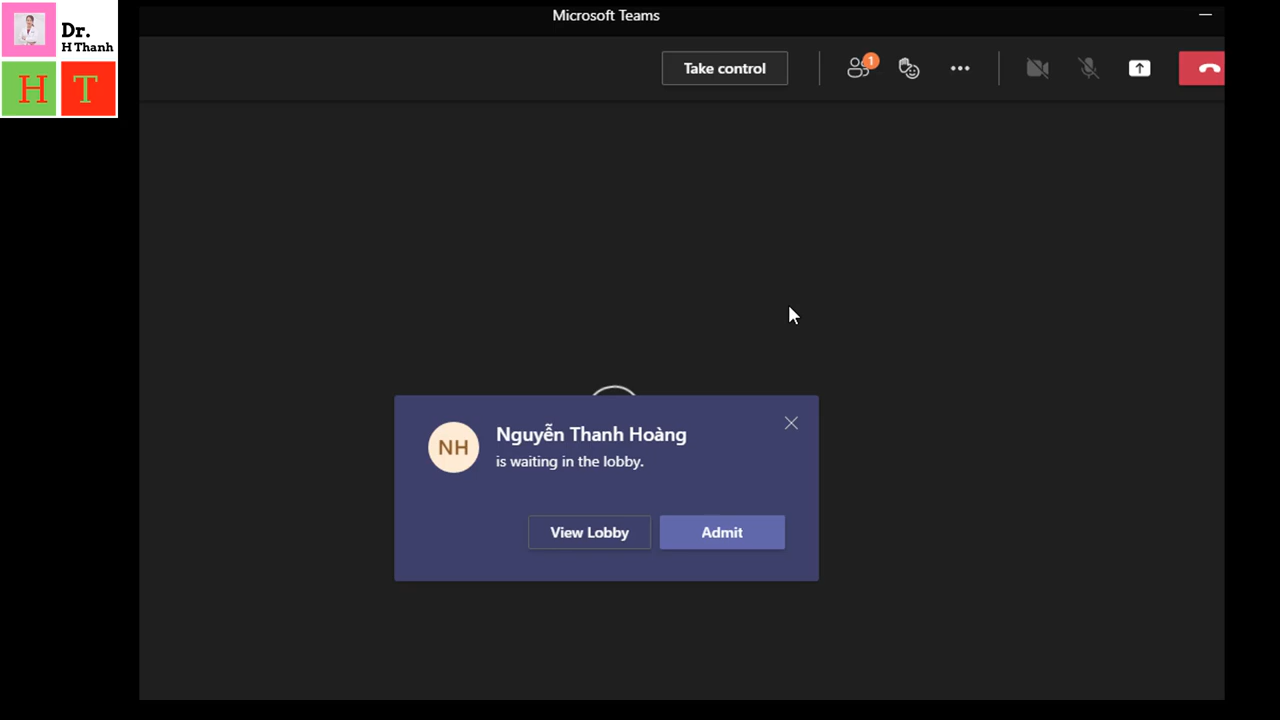 Dr.
H Thanh
H T
Microsoft Teams
Take control
1
NH
Nguyễn Thanh Hoàng
is waiting in the lobby.
View Lobby
Admit